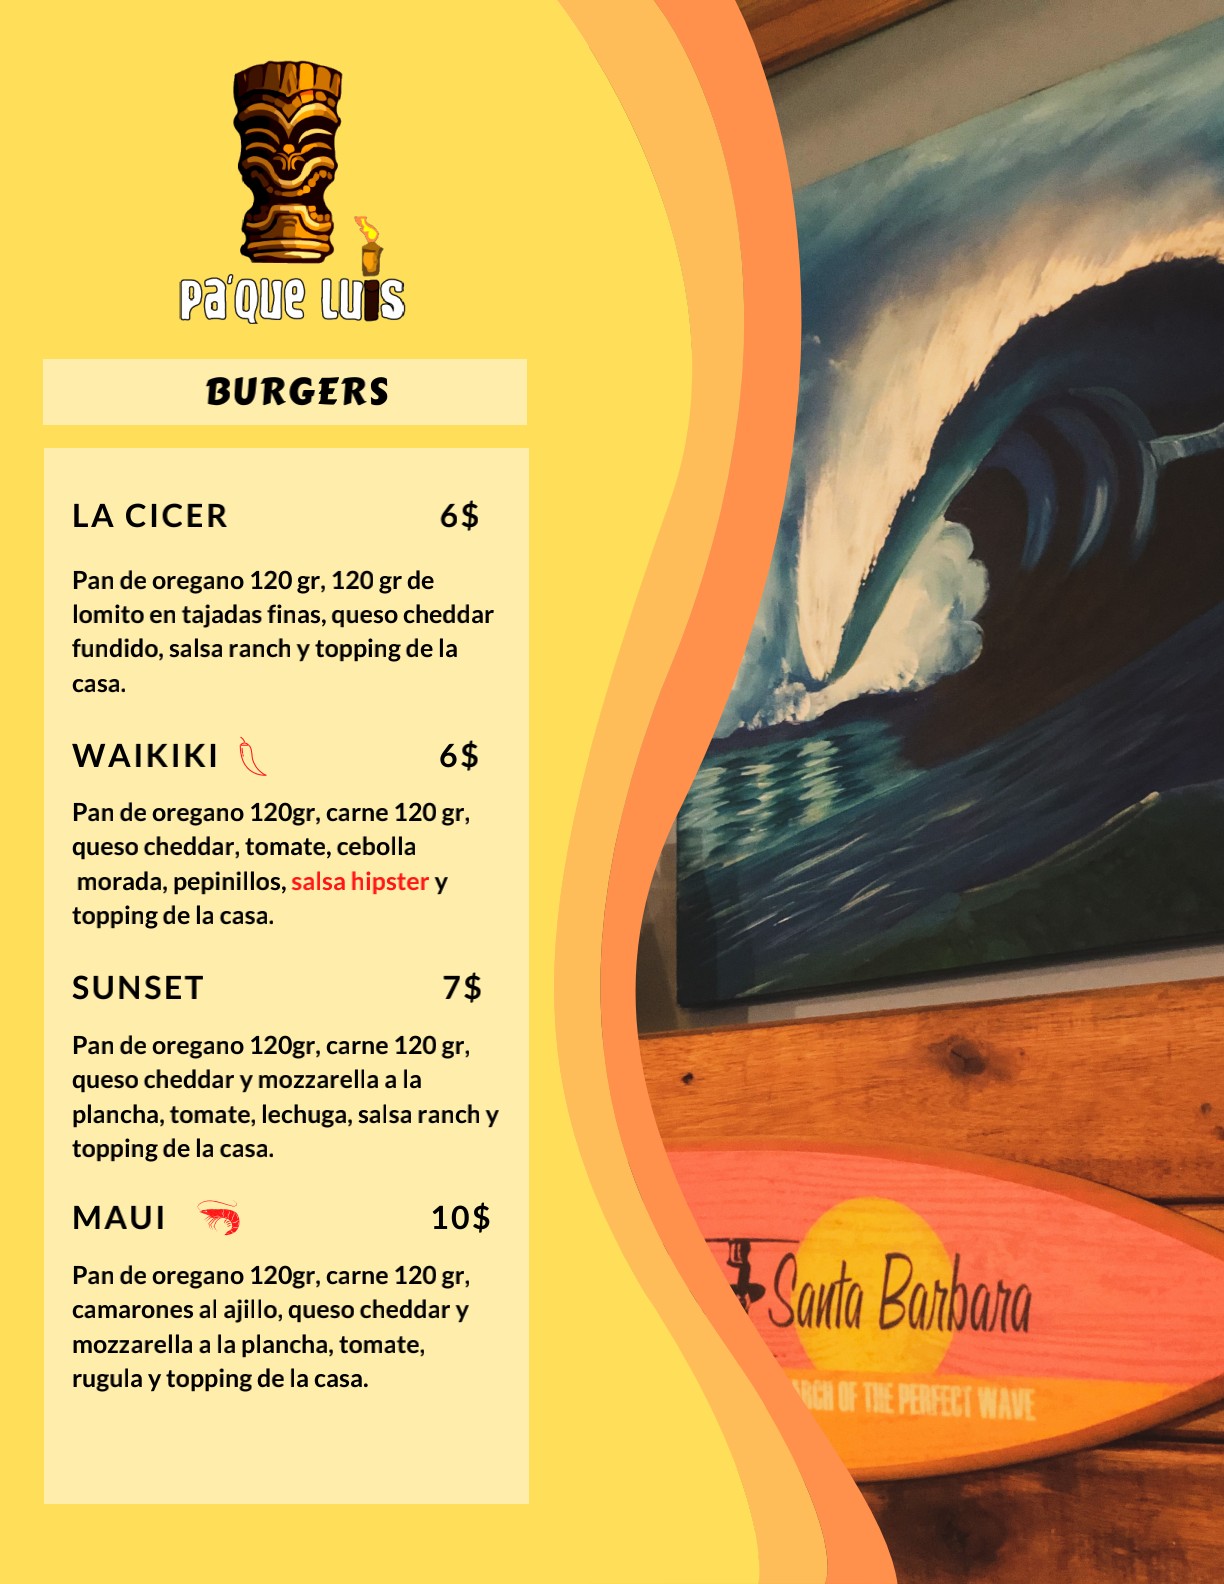 PA'QUE LUIS
BURGERS
LA CICER 6$
Pan de oregano 120 gr, 120 gr de
lomito en tajadas finas, queso cheddar
fundido, salsa ranch y topping de la
casa.
WAIKIKI 6$
Pan de oregano 120gr, carne 120 gr,
queso cheddar, tomate, cebolla
morada, pepinillos, salsa hipster y
topping de la casa.
SUNSET 7$
Pan de oregano 120gr, carne 120 gr,
queso cheddar y mozzarella a la
plancha, tomate, lechuga, salsa ranch y
topping de la casa.
MAUI 10$
Pan de oregano 120gr, carne 120 gr,
camarones al ajillo, queso cheddar y
mozzarella a la plancha, tomate,
rugula y topping de la casa.
Santa Barbara
OF THE PERFECT WAVE